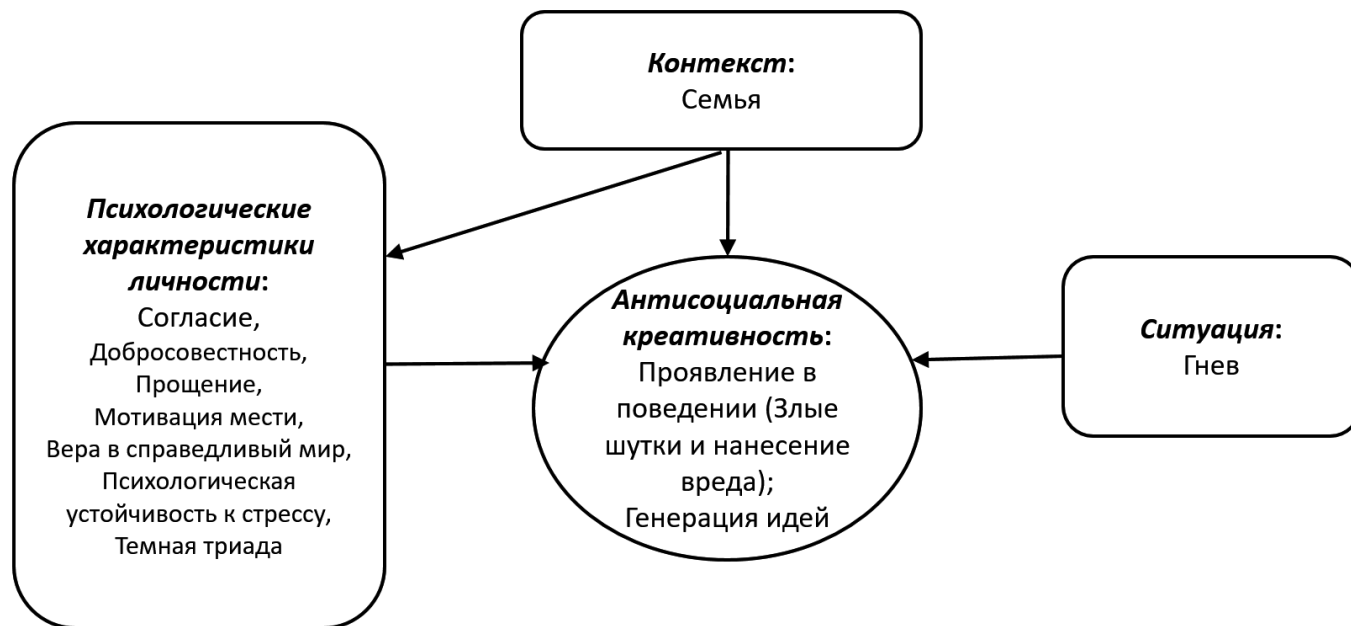 Контекст:
Семья
Психологические
характеристики
личности:
Согласие,
Добросовестность,
Прощение,
Мотивация мести,
Вера в справедливый мир,
Психологическая
устойчивость к стрессу,
Темная триада
Антисоциальная
креативность:
Проявление в
поведении (Злые
шутки и нанесение
вреда);
Генерация идей
Ситуация:
Гнев